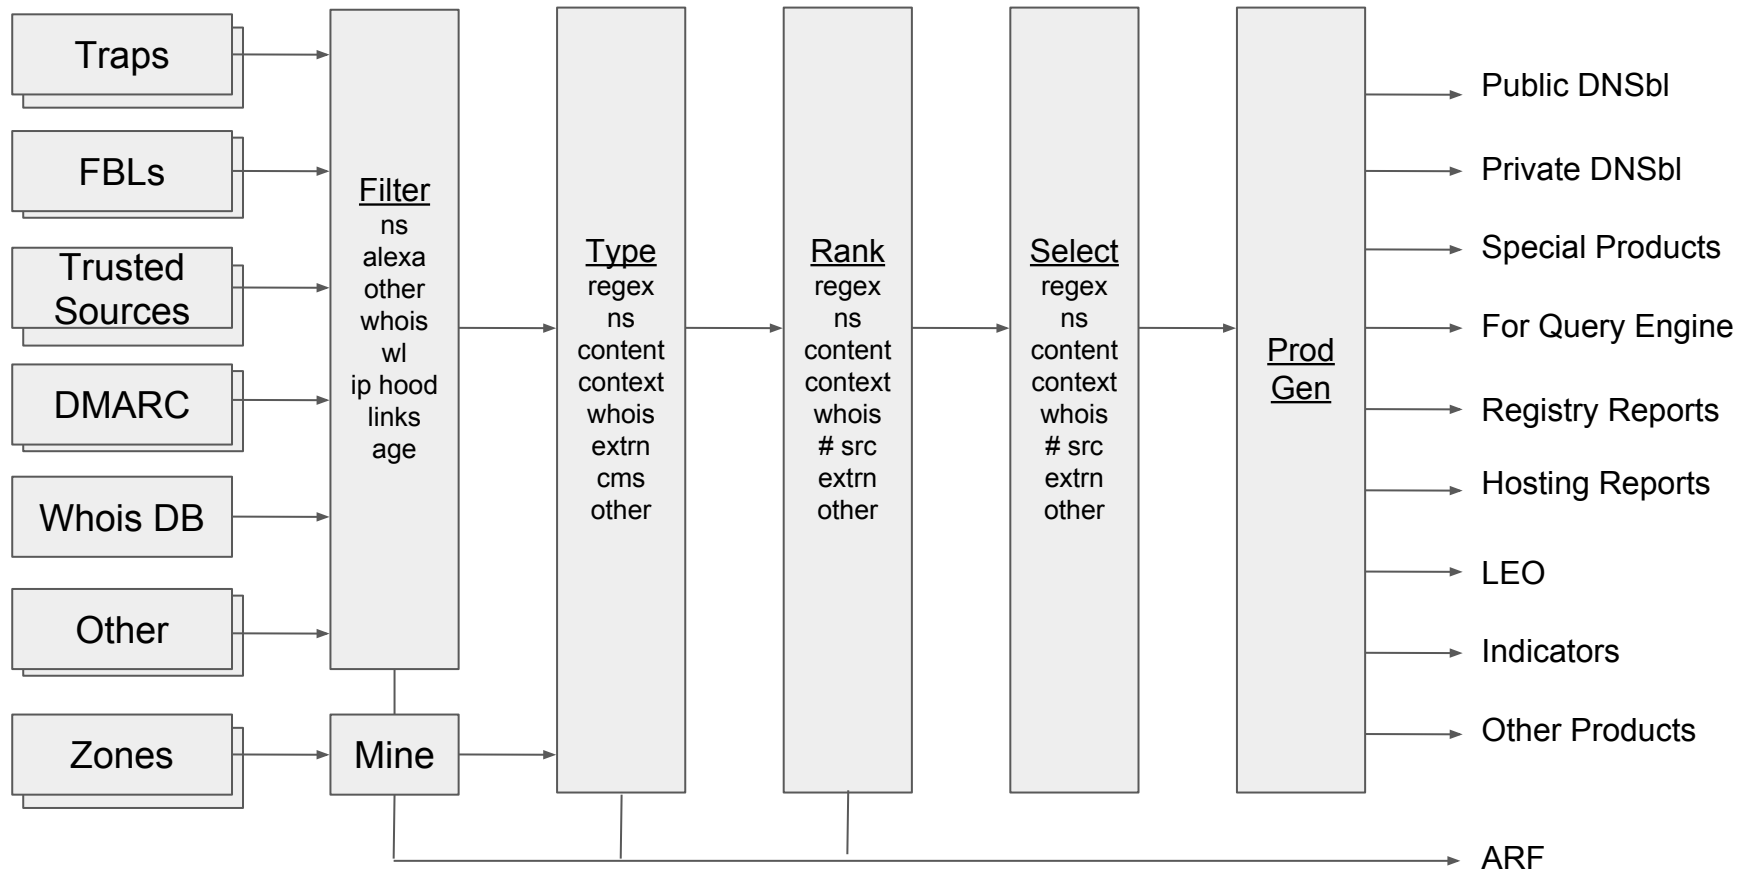 Traps
FBLs
Trusted
Sources
DMARC
Whois DB
Other
Zones
Filter
ns
alexa
other
whois
wl
ip hood
links
age
Mine
Type
regex
ns
content
context
whois
extrn
cms
other
Rank
regex
ns
content
context
whois
# src
extrn
other
Select
regex
ns
content
context
whois
# src
extrn
other
Prod
Gen
Public DNSbl
Private DNSbl
Special Products
For Query Engine
Registry Reports
Hosting Reports
LEO
Indicators
Other Products
ARF